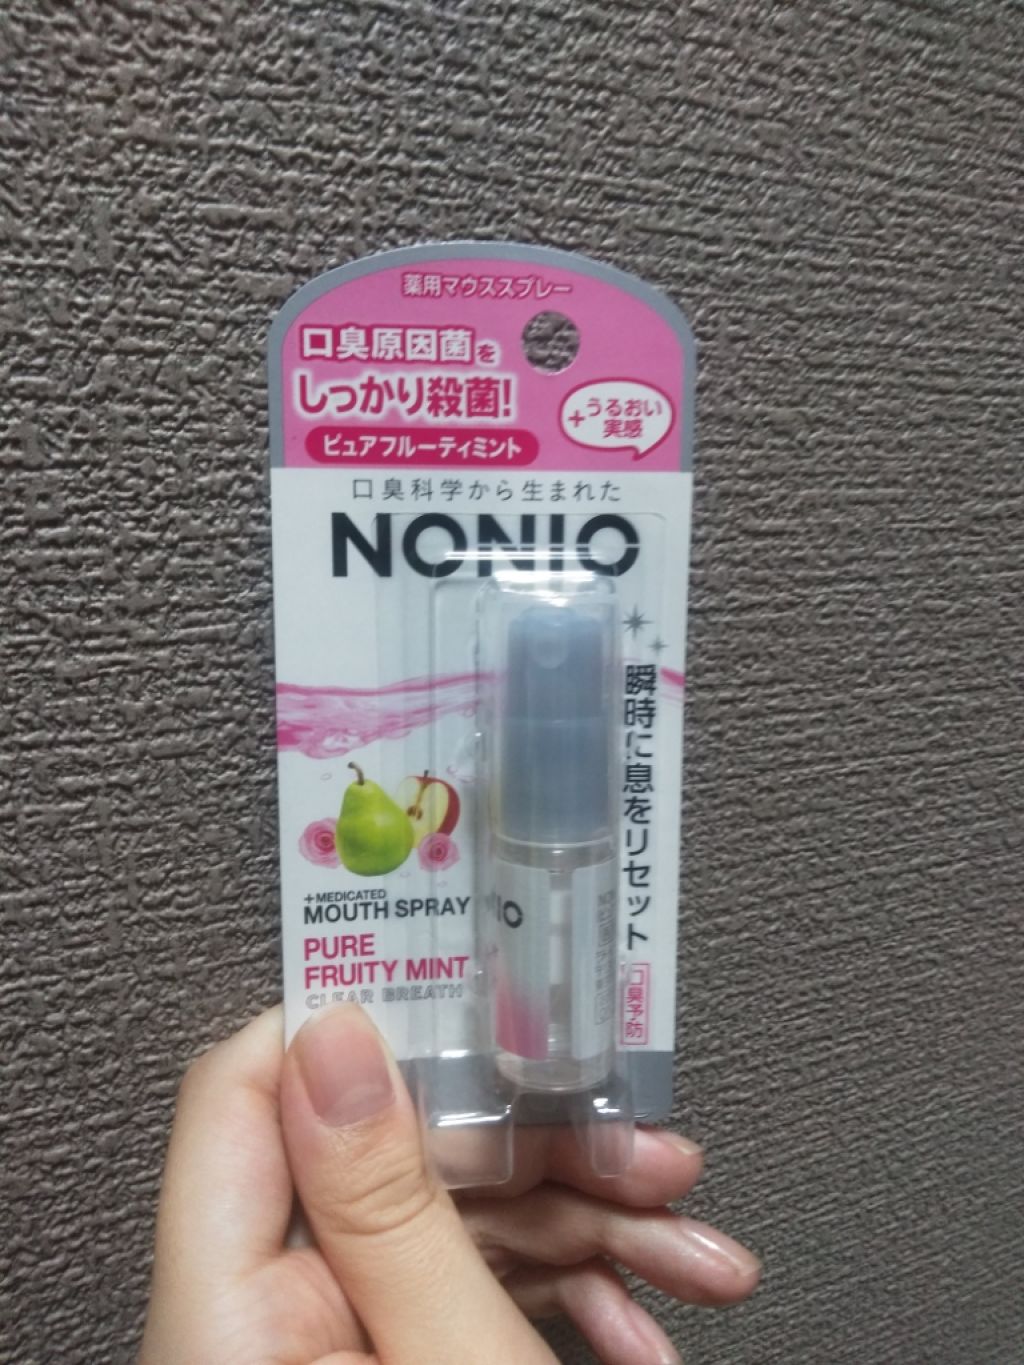 薬用マウススプレー
口臭原因菌を
しっかり殺菌!
+うるおい
実感
ピュアフルーティミント
口臭科学から生まれた
NONIO
瞬時に息をリセット
口臭予防
+MEDICATED
MOUTH SPRAY
PURE
FRUITY MINT
CLEAR BREATH